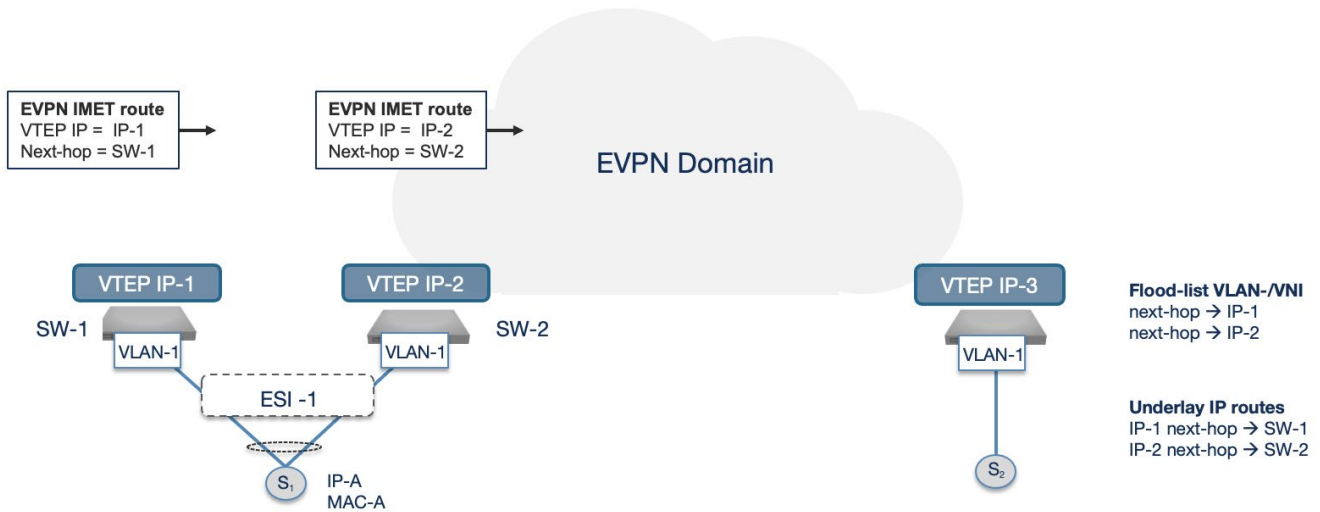 EVPN IMET route
VTEP IP = IP-1
Next-hop = SW-1
EVPN IMET route
VTEP IP = IP-2
Next-hop = SW-2
EVPN Domain
VTEP IP-1
VTEP IP-2
VTEP IP-3
SW-1
SW-2
VLAN-1
VLAN-1
VLAN-1
ESI -1
S₁
IP-A
MAC-A
S₂
Flood-list VLAN-/VNI
next-hop → IP-1
next-hop → IP-2
Underlay IP routes
IP-1 next-hop → SW-1
IP-2 next-hop → SW-2